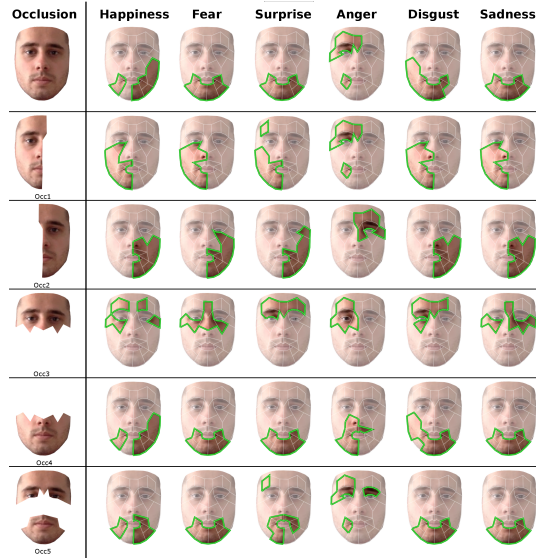 Occlusion Happiness Fear Surprise Anger Disgust Sadness
Occ1
Occ2
Occ3
Occ4
Occ5